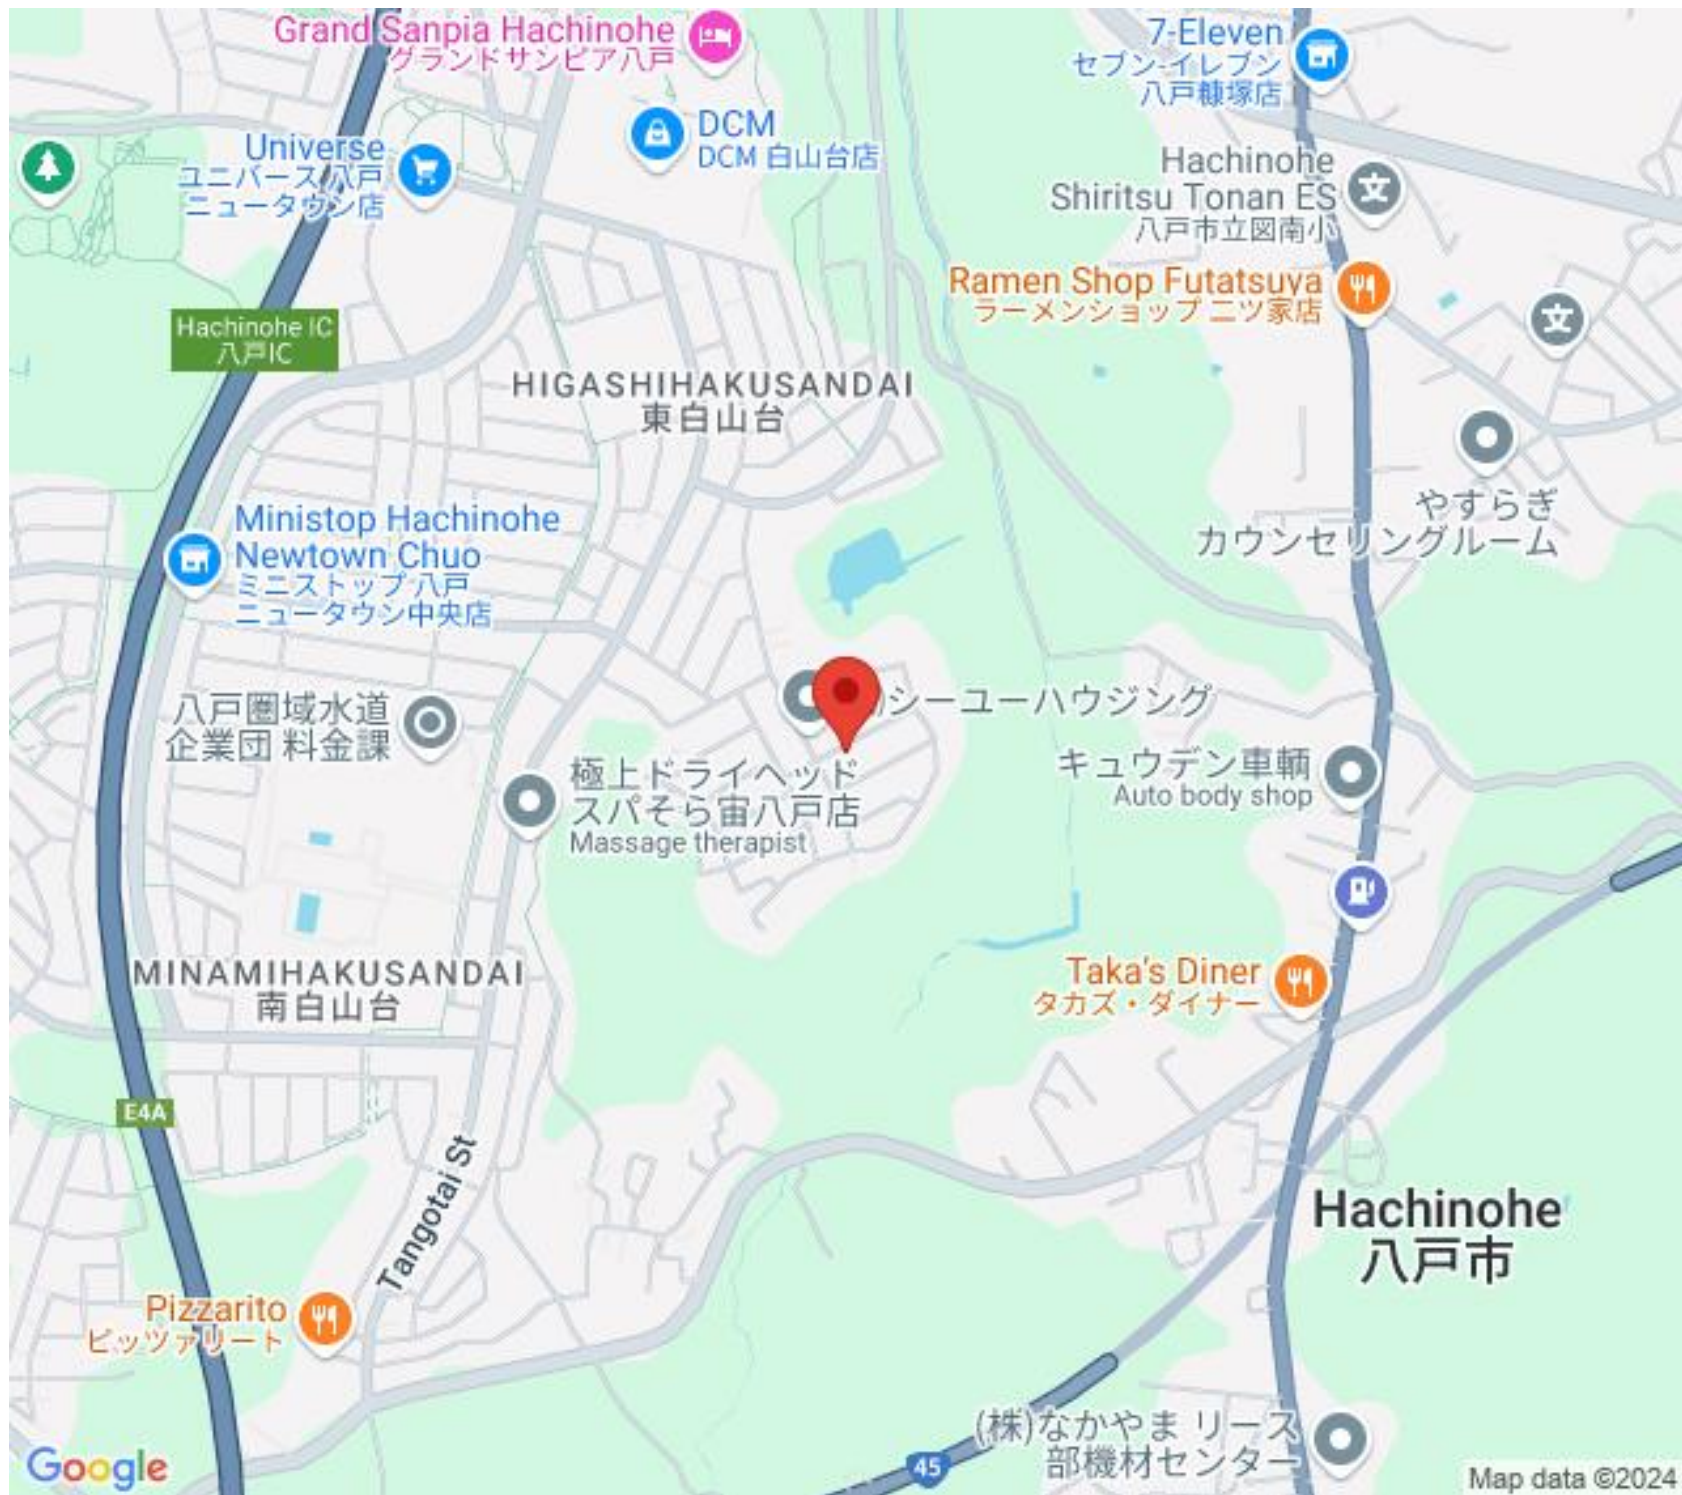 Grand Sanpia Hachinohe
グランドサンピア八戸
7-Eleven
セブン-イレブン
八戸糠塚店
DCM
DCM 白山台店
Universe
ユニバース 八戸
ニュータウン店
Hachinohe
Shiritsu Tonan ES
八戸市立図南小
Ramen Shop Futatsuya
ラーメンショップ 二ツ家店
Hachinohe IC
八戸IC
HIGASHIHAKUSANDAI
東白山台
やすらぎ
カウンセリングルーム
Ministop Hachinohe
Newtown Chuo
ミニストップ 八戸
ニュータウン中央店
シーユーハウジング
八戸圏域水道
企業団 料金課
極上ドライヘッド
スパそら宙八戸店
Massage therapist
キュウデン車輌
Auto body shop
MINAMIHAKUSANDAI
南白山台
Taka's Diner
タカズ・ダイナー
E4A
Tangotai St
Hachinohe
八戸市
Pizzarito
ピッツァリート
(株)なかやま リース
部機材センター
45
Google
Map data ©2024